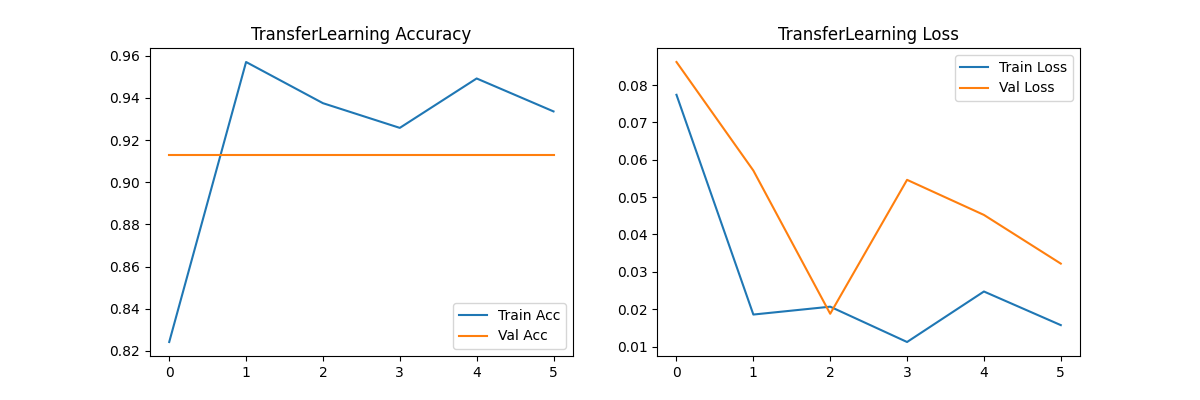 TransferLearning Accuracy
0.96
0.94
0.92
0.90
0.88
0.86
0.84
0.82
0 1 2 3 4 5
Train Acc
Val Acc
TransferLearning Loss
0.08
0.07
0.06
0.05
0.04
0.03
0.02
0.01
0 1 2 3 4 5
Train Loss
Val Loss